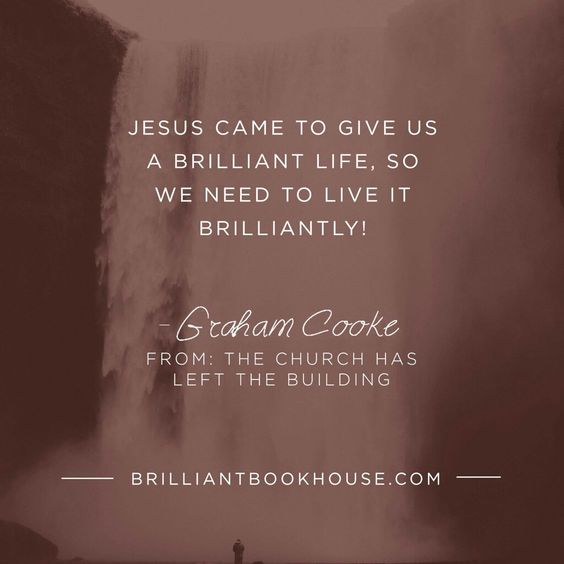 JESUS CAME TO GIVE US
A BRILLIANT LIFE, SO
WE NEED TO LIVE IT
BRILLIANTLY!
- Graham Cooke
FROM: THE CHURCH HAS
LEFT THE BUILDING
BRILLIANTBOOKHOUSE.COM